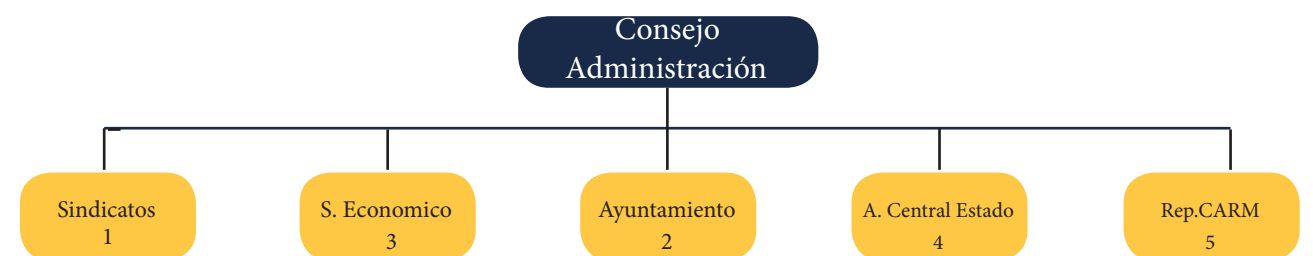 Consejo
Administración
Sindicatos
1
S. Economico
3
Ayuntamiento
2
A. Central Estado
4
Rep.CARM
5